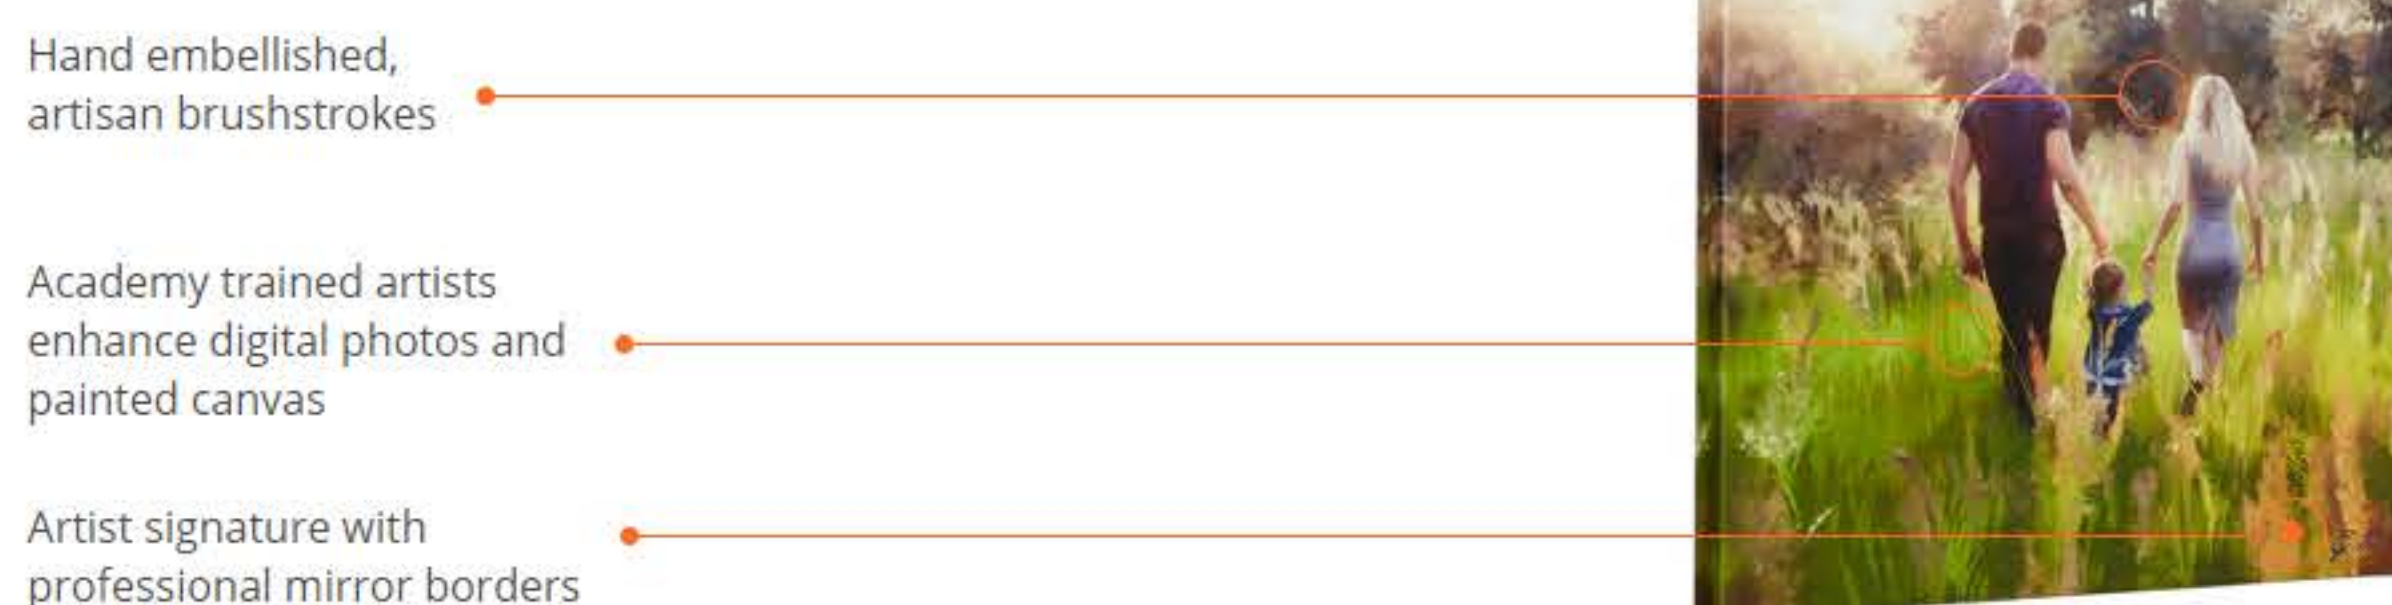 Hand embellished,
artisan brushstrokes
Academy trained artists
enhance digital photos and
painted canvas
Artist signature with
professional mirror borders